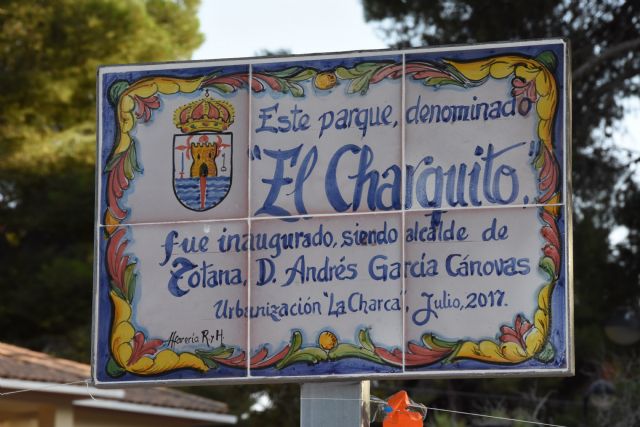 Este parque, denominado
"El Charquito,"
fue inaugurado, siendo alcalde de
Totana, D. Andrés García Cánovas
Urbanización "La Charca", Julio, 2017.
Alfarería R y H